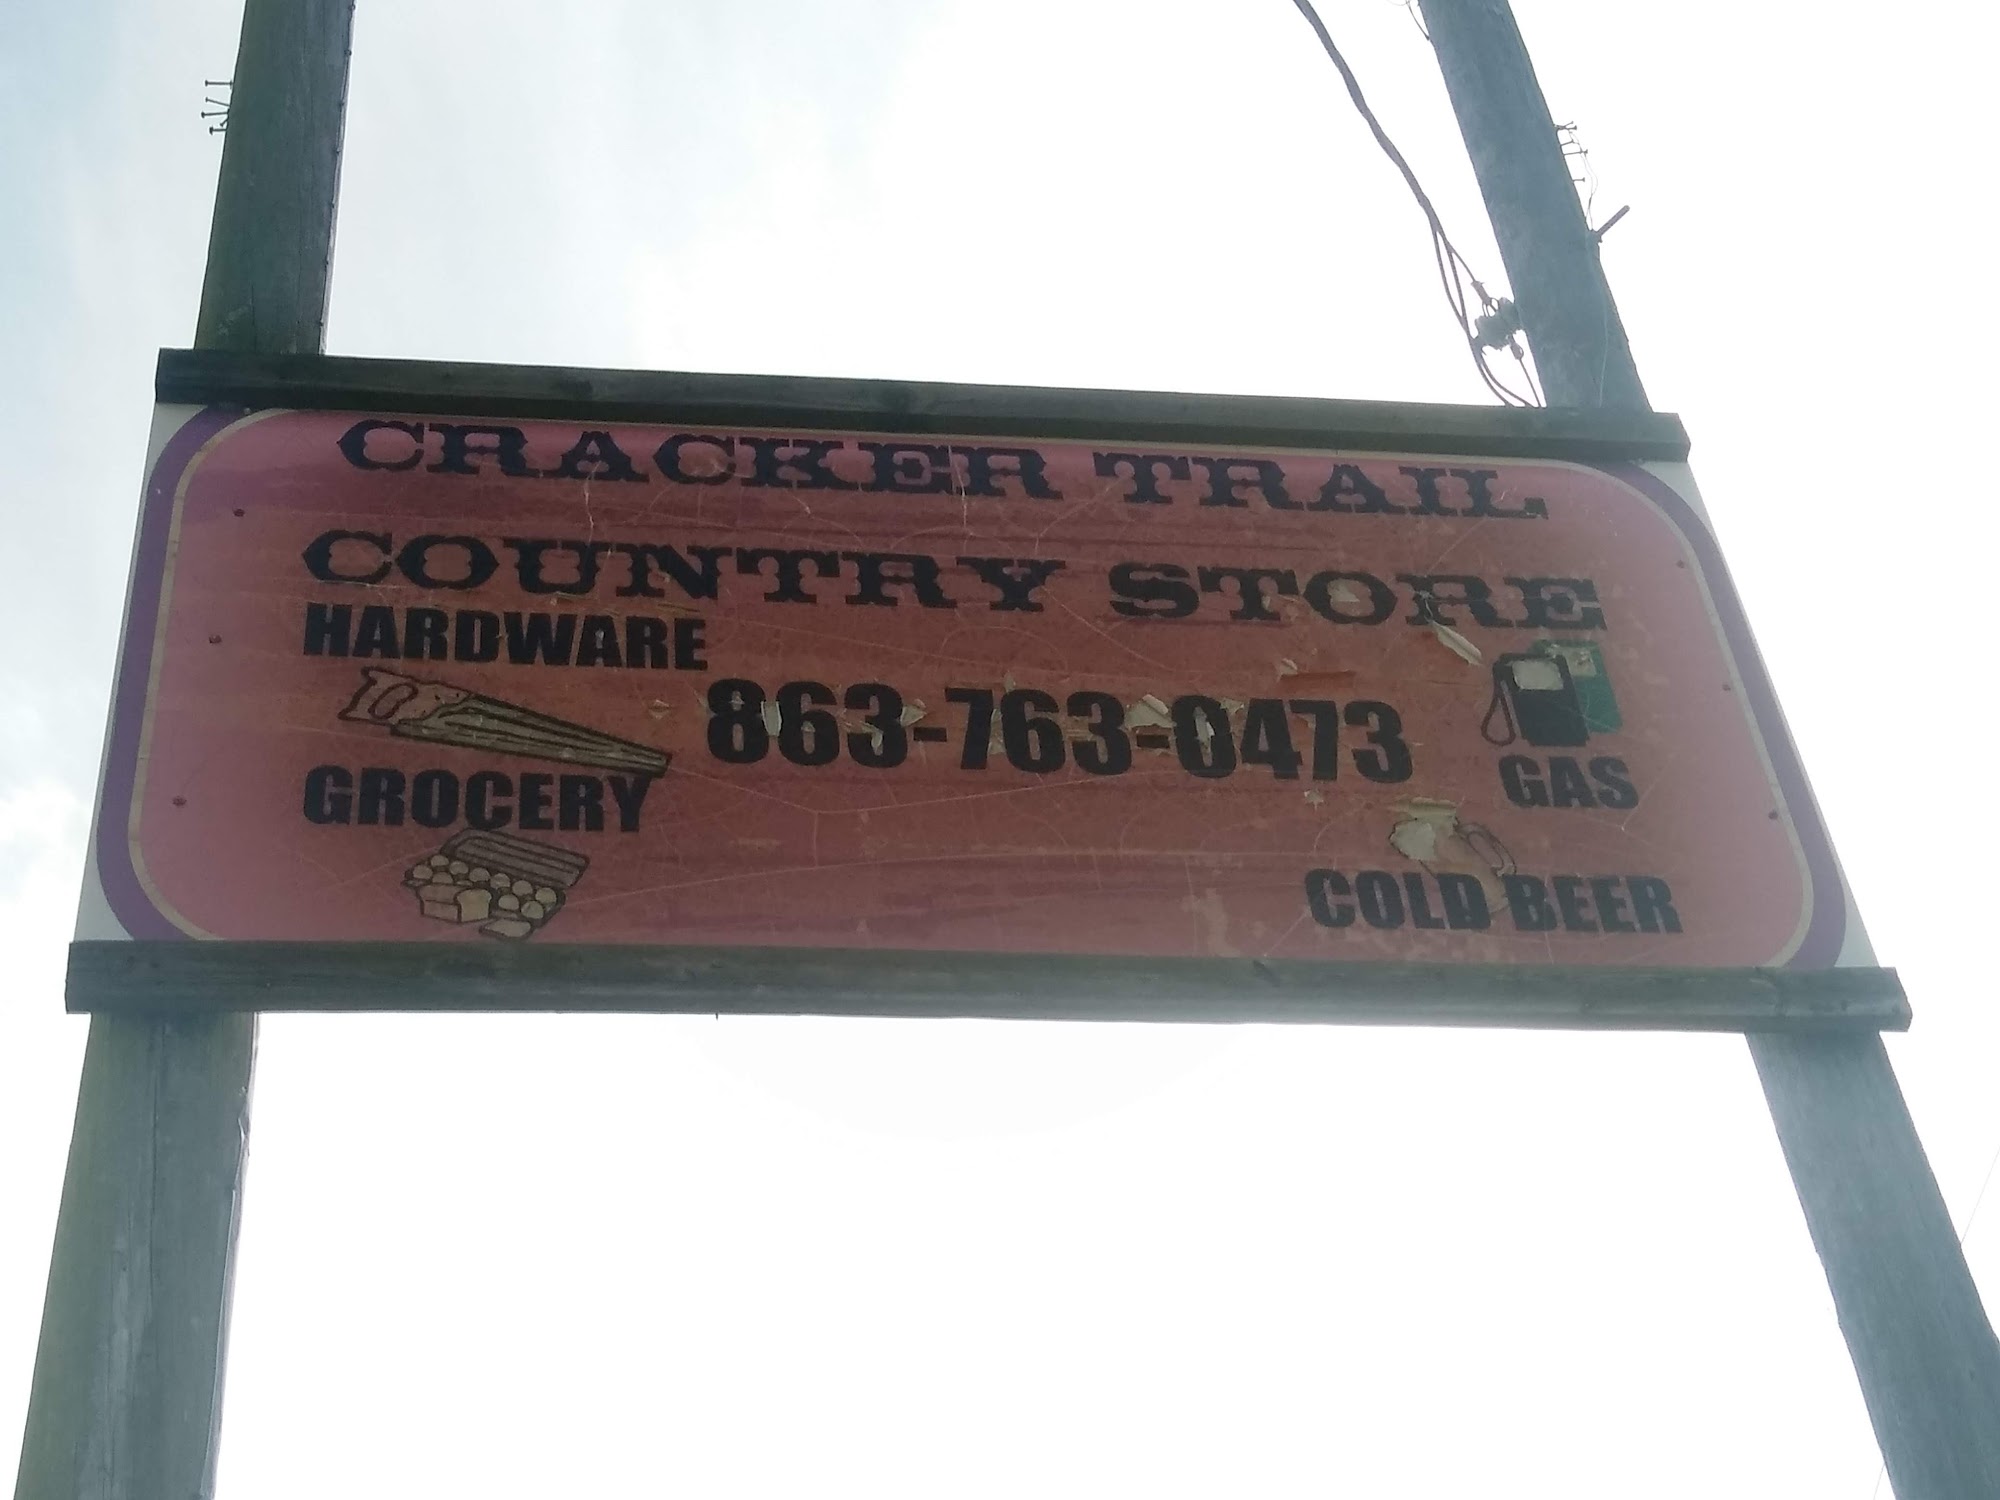 CRACKER TRAIL
COUNTRY STORE
HARDWARE
863-763-0473
GROCERY
GAS
COLD BEER